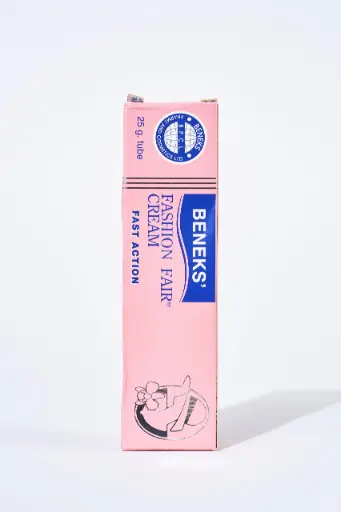 BENEKS
B.P.C.L
25 g. tube
BENEKS'
FASHION FAIR®
CREAM
FAST ACTION